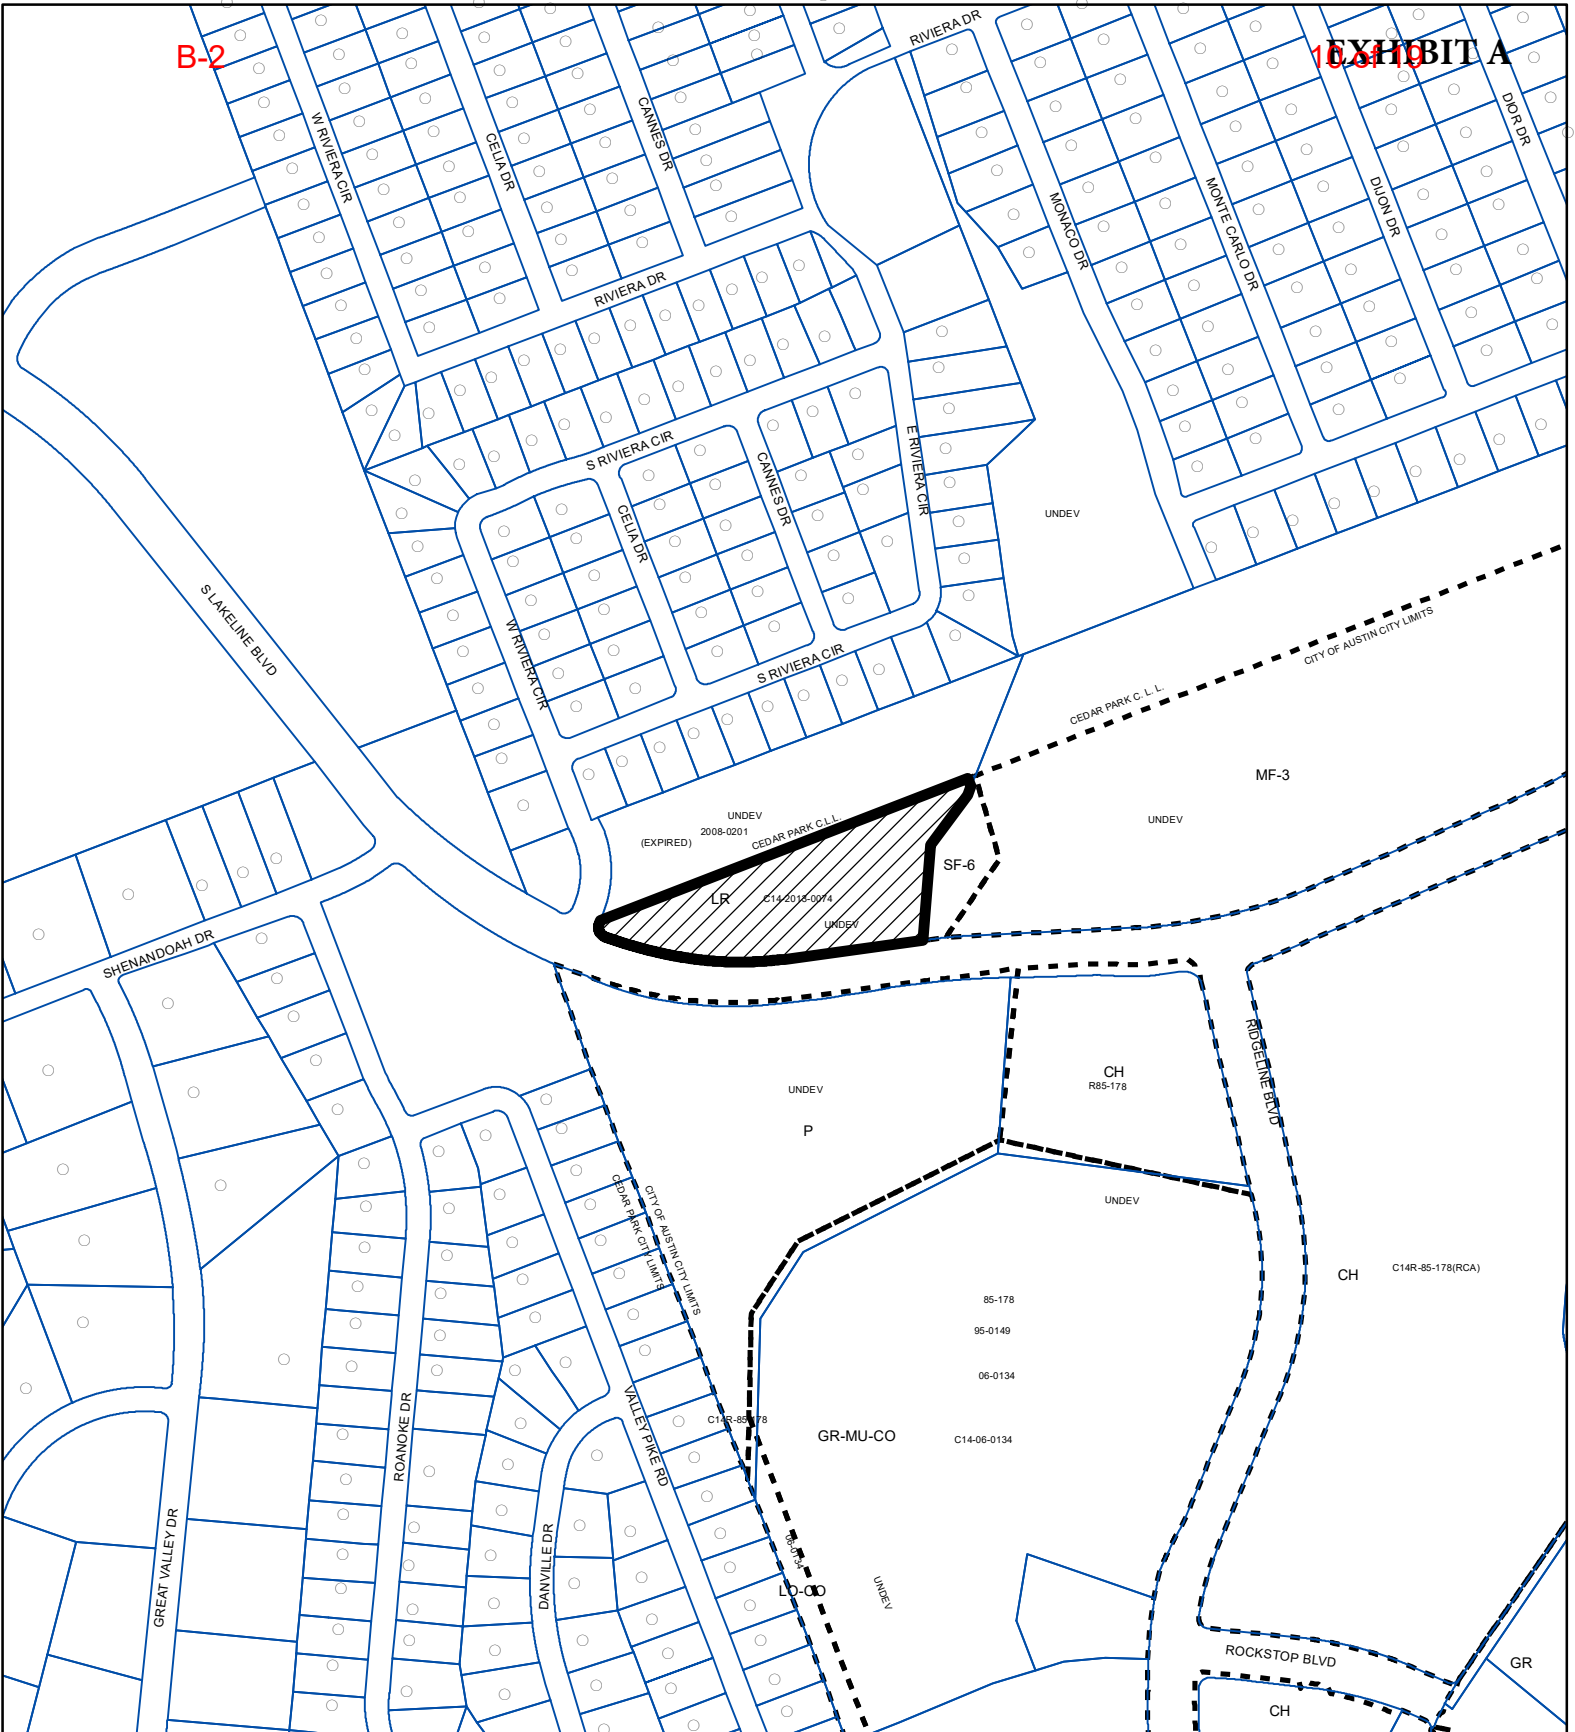 B-2
EXHIBIT A
10 of 19
RIVIERA DR
W RIVIERA CIR
CELIA DR
CANNES DR
MONACO DR
MONTE CARLO DR
DIJON DR
DIOR DR
RIVIERA DR
S RIVIERA CIR
CANNES DR
E RIVIERA CIR
CELIA DR
UNDEV
S LAKELINE BLVD
W RIVIERA CIR
S RIVIERA CIR
CITY OF AUSTIN CITY LIMITS
CEDAR PARK C. L. L.
MF-3
UNDEV
UNDEV
2008-0201
(EXPIRED)
CEDAR PARK C.L.L.
SF-6
LR
C14-2013-0074
UNDEV
SHENANDOAH DR
RIDGELINE BLVD
CH
R85-178
UNDEV
P
CITY OF AUSTIN CITY LIMITS
CEDAR PARK CITY LIMITS
UNDEV
CH
C14R-85-178(RCA)
85-178
95-0149
06-0134
C14R-85-178
GR-MU-CO
C14-06-0134
VALLEY PIKE RD
ROANOKE DR
GREAT VALLEY DR
DANVILLE DR
06-0134
LO-CO
UNDEV
ROCKSTOP BLVD
GR
CH